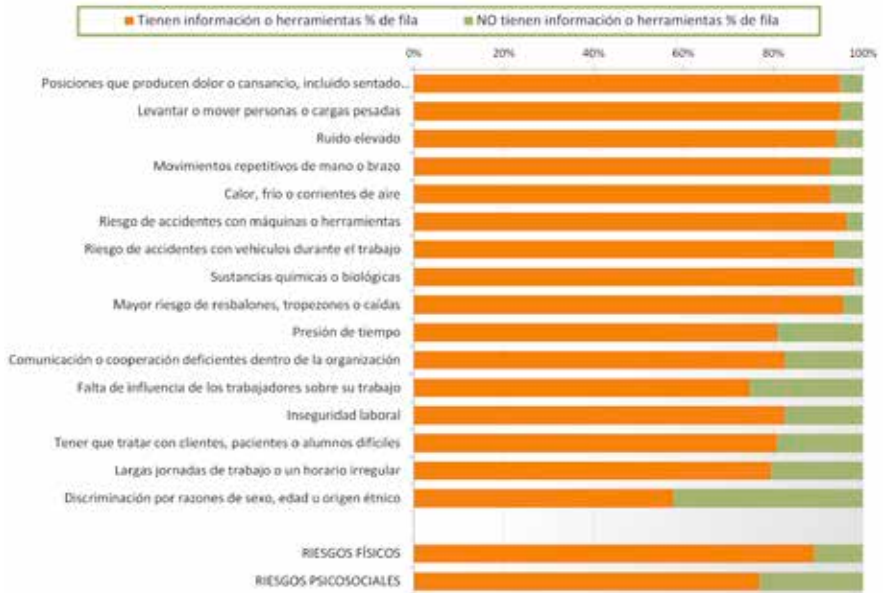 Tienen información o herramientas % de fila NO tienen información o herramientas % de fila
0% 20% 40% 60% 80% 100%
Posiciones que producen dolor o cansancio, incluido sentado...
Levantar o mover personas o cargas pesadas
Ruido elevado
Movimientos repetitivos de mano o brazo
Calor, frío o corrientes de aire
Riesgo de accidentes con máquinas o herramientas
Riesgo de accidentes con vehículos durante el trabajo
Sustancias químicas o biológicas
Mayor riesgo de resbalones, tropezones o caídas
Presión de tiempo
Comunicación o cooperación deficientes dentro de la organización
Falta de influencia de los trabajadores sobre su trabajo
Inseguridad laboral
Tener que tratar con clientes, pacientes o alumnos difíciles
Largas jornadas de trabajo o un horario irregular
Discriminación por razones de sexo, edad u origen étnico
RIESGOS FÍSICOS
RIESGOS PSICOSOCIALES